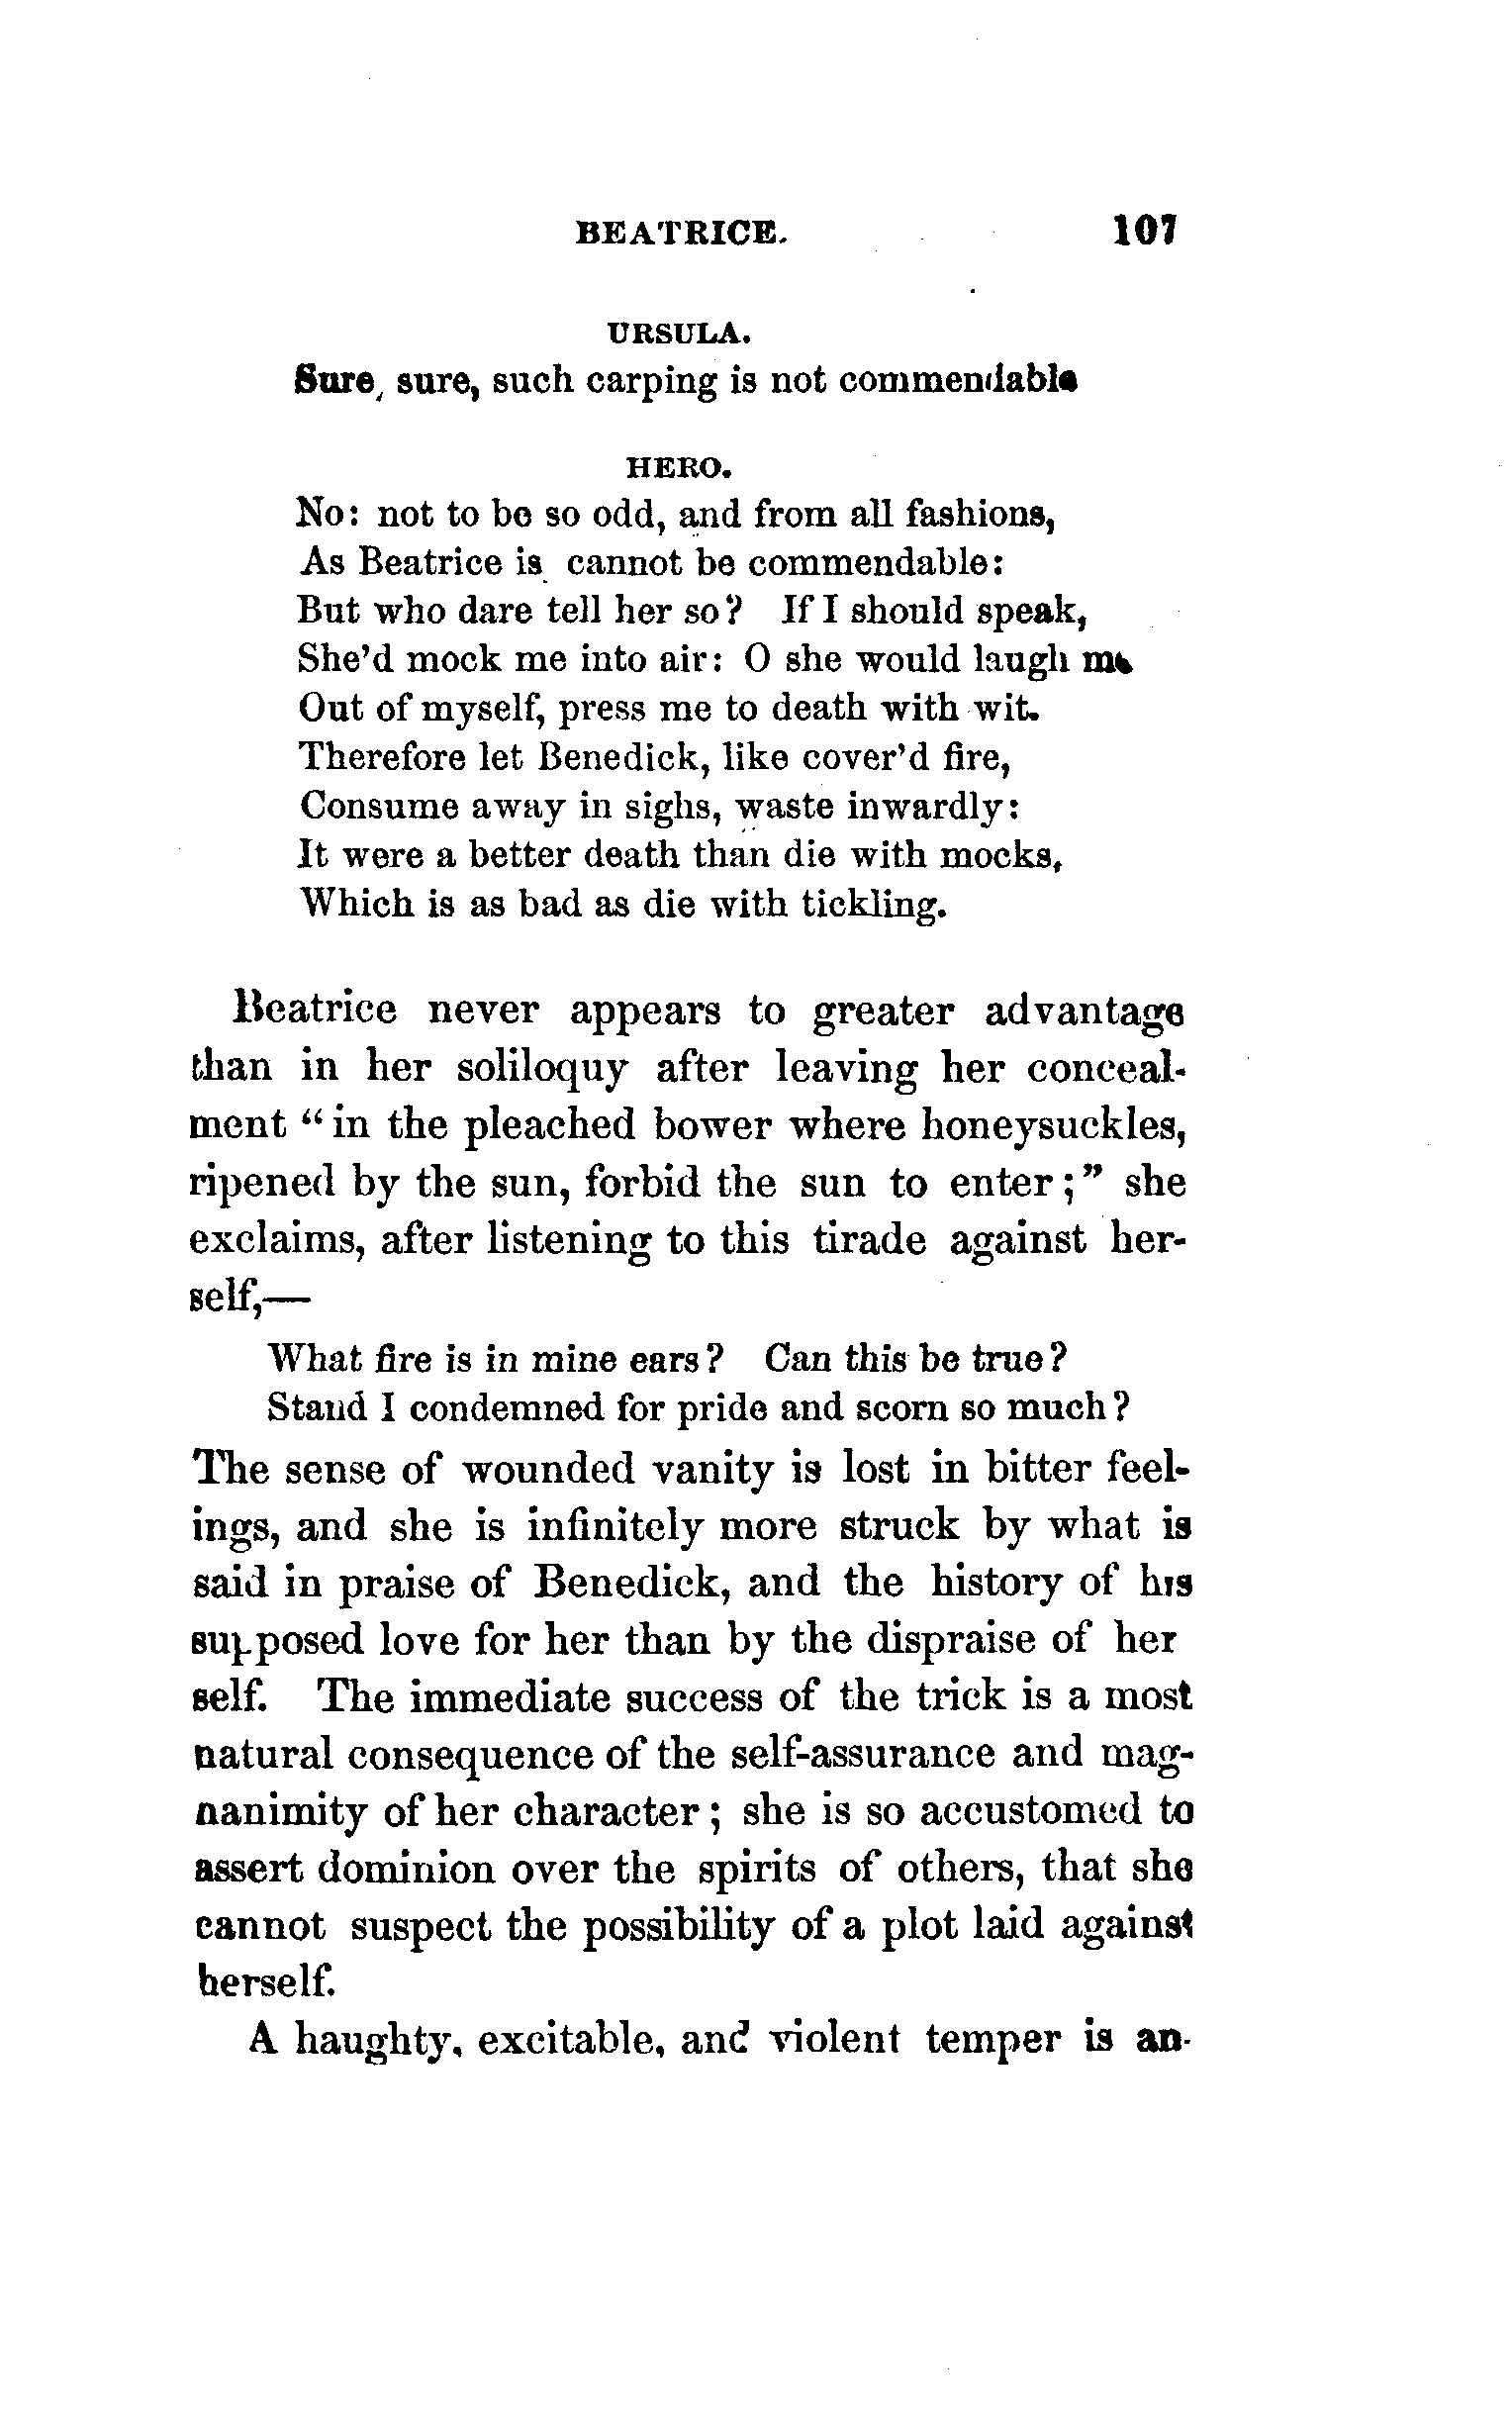 BEATRICE. 107
URSULA.
Sure, sure, such carping is not commendable
HERO.
No: not to be so odd, and from all fashions,
As Beatrice is cannot be commendable:
But who dare tell her so? If I should speak,
She'd mock me into air: O she would laugh me
Out of myself, press me to death with wit.
Therefore let Benedick, like cover'd fire,
Consume away in sighs, waste inwardly:
It were a better death than die with mocks,
Which is as bad as die with tickling.
Beatrice never appears to greater advantage
than in her soliloquy after leaving her conceal-
ment "in the pleached bower where honeysuckles,
ripened by the sun, forbid the sun to enter;" she
exclaims, after listening to this tirade against her-
self,—
What fire is in mine ears? Can this be true?
Stand I condemned for pride and scorn so much?
The sense of wounded vanity is lost in bitter feel-
ings, and she is infinitely more struck by what is
said in praise of Benedick, and the history of his
supposed love for her than by the dispraise of her
self. The immediate success of the trick is a most
natural consequence of the self-assurance and mag-
nanimity of her character; she is so accustomed to
assert dominion over the spirits of others, that she
cannot suspect the possibility of a plot laid against
herself.
A haughty, excitable, and violent temper is an-